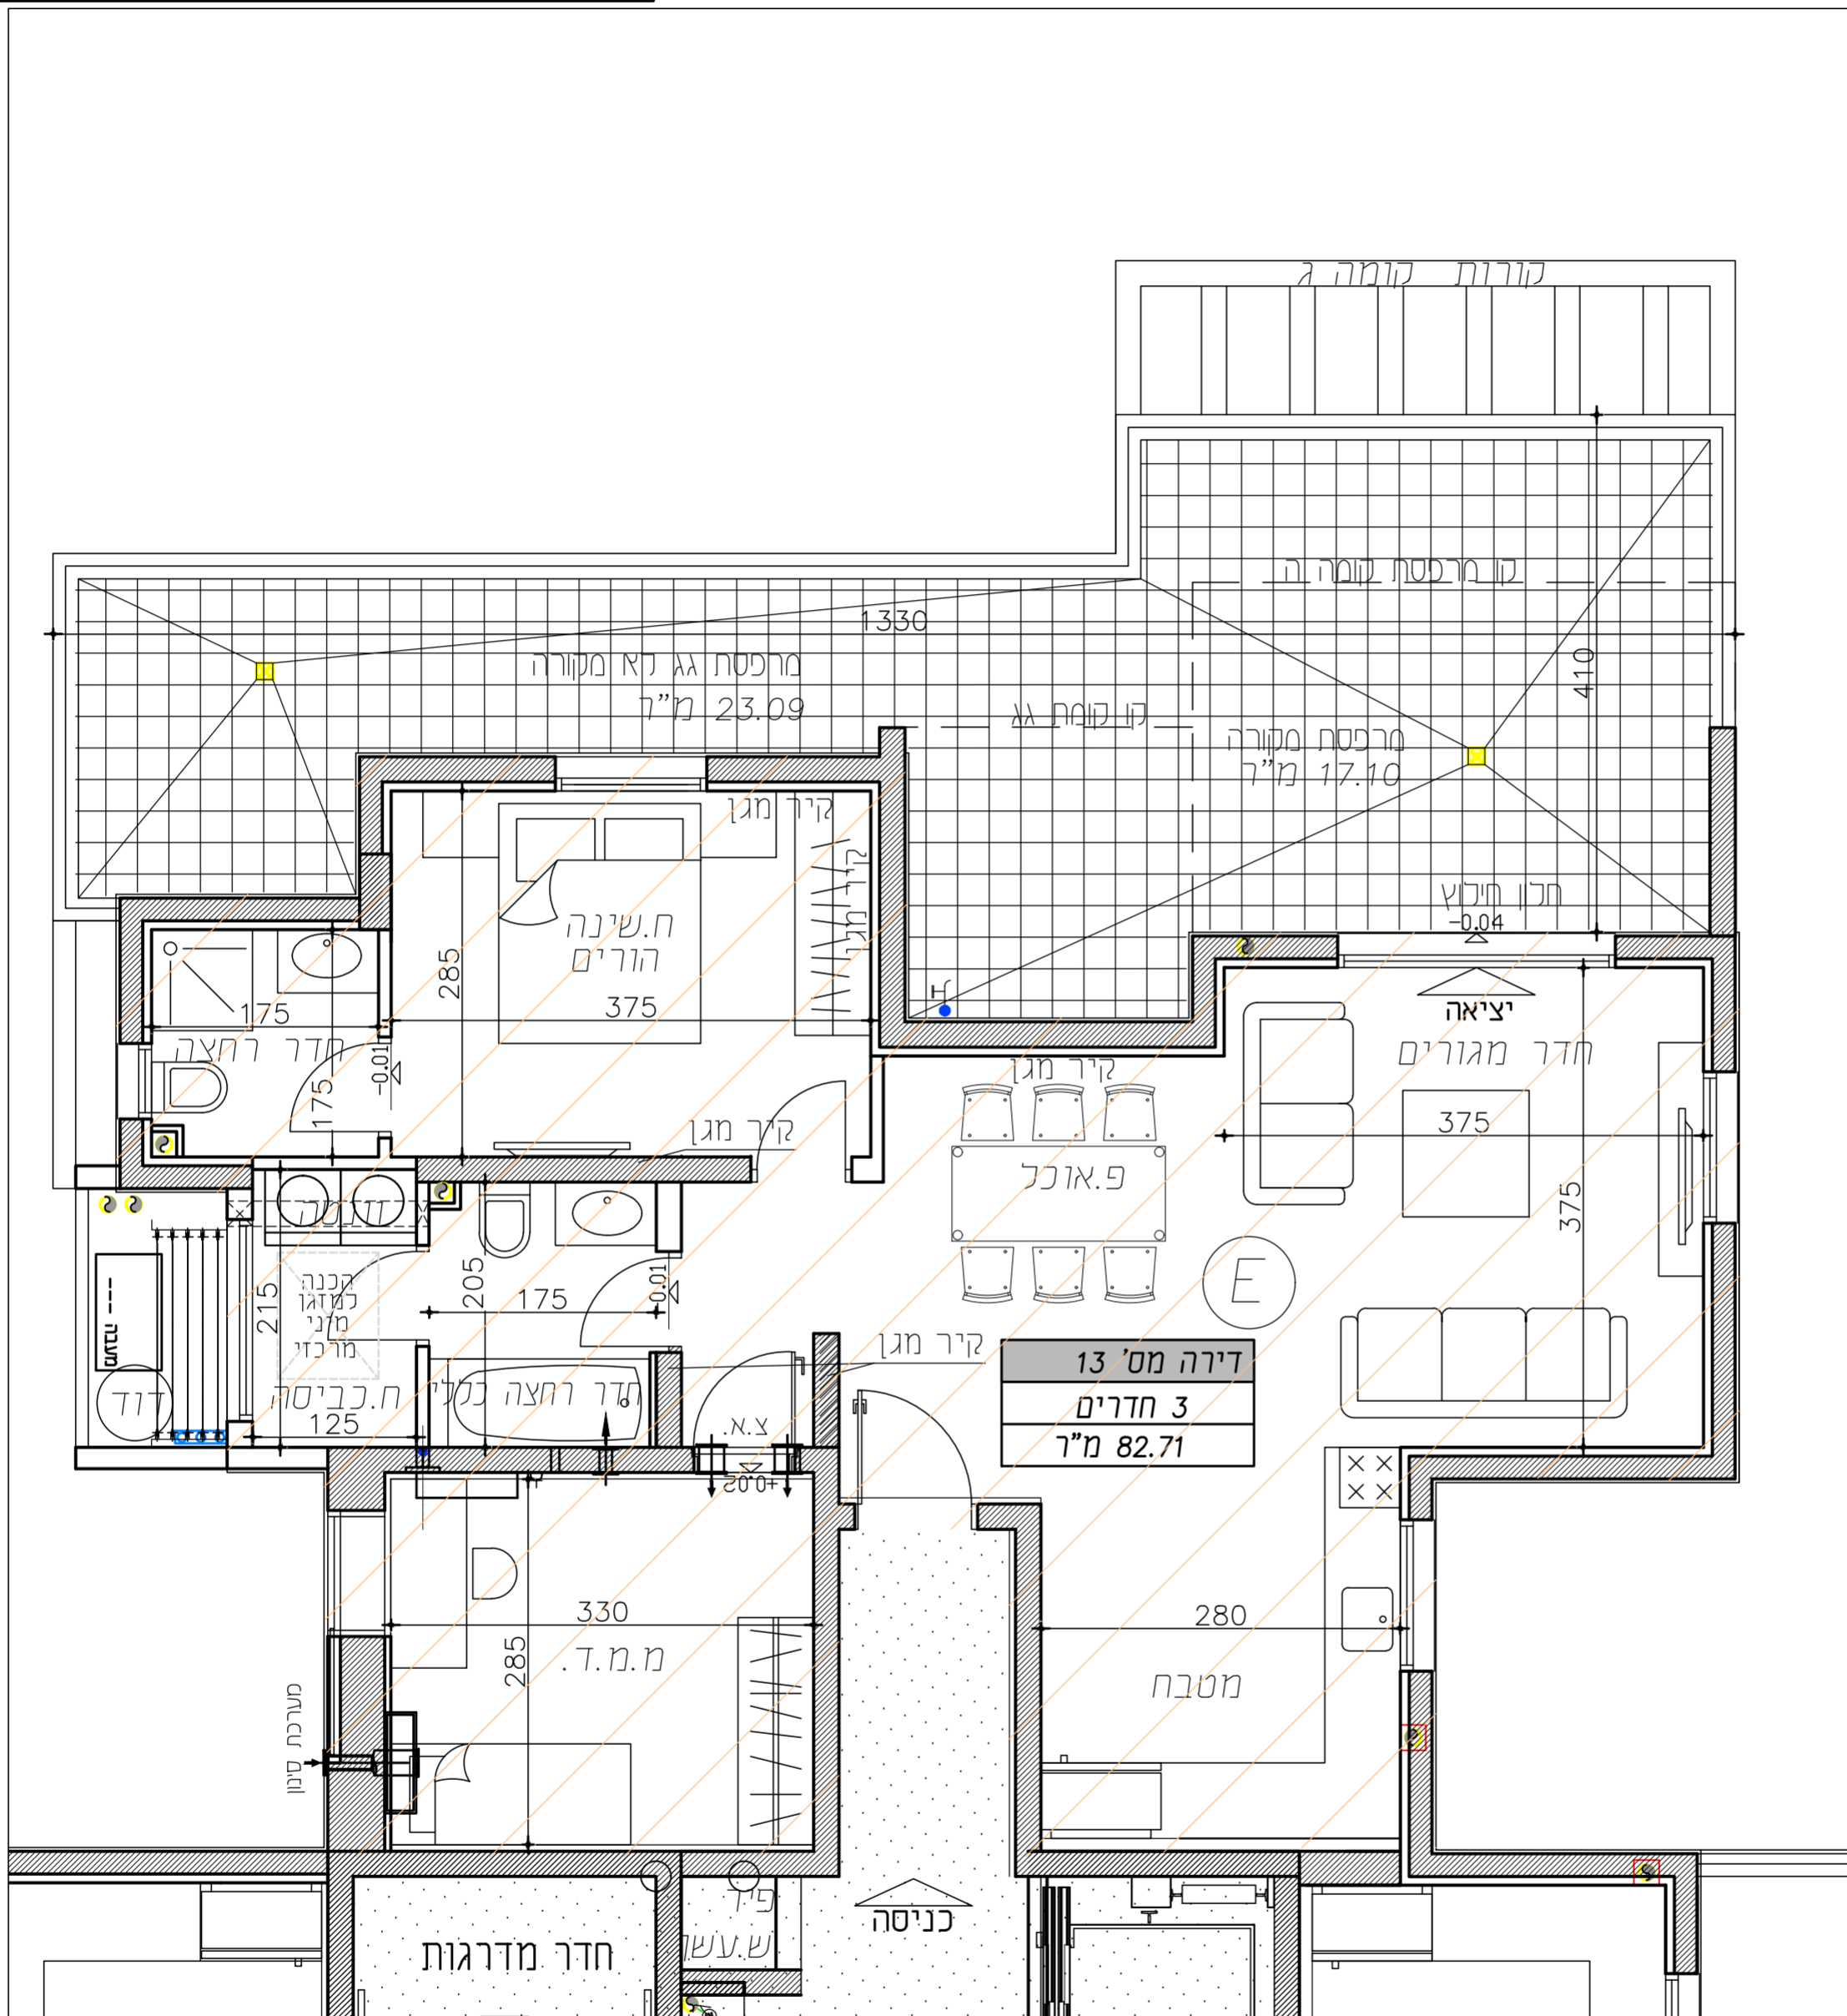 קורות קומה ג
קו מרפסת קומה ה
1330
410
מרפסת גג לא מקורה
23.09 מ"ר
קו קומת גג
מרפסת מקורה
17.10 מ"ר
חלון חילוץ
-0.04
יציאה
חדר מגורים
375
375
קיר מגן
קיר מגן
ח.שינה
הורים
285
375
קיר מגן
175
חדר רחצה
175
-0.01
קיר מגן
פ.אוכל
E
ונטה
הכנה
למזגן
מיני
מרכזי
215
ח.כביסה
125
מעבה
דוד
205
175
-0.01
חדר רחצה כללי
קיר מגן
צ.א.
+0.05
דירה מס' 13
3 חדרים
82.71 מ"ר
330
285
מ.מ.ד.
מערכת סינון
280
מטבח
כניסה
חדר מדרגות
פיר
ש.עשן